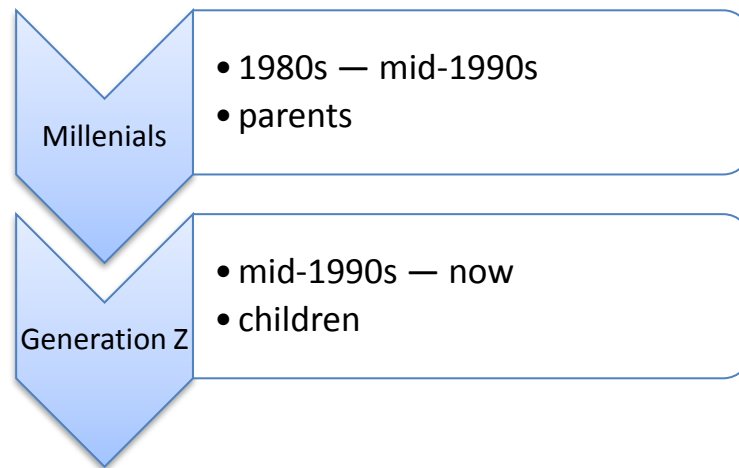 Millenials
• 1980s — mid-1990s
• parents
Generation Z
• mid-1990s — now
• children